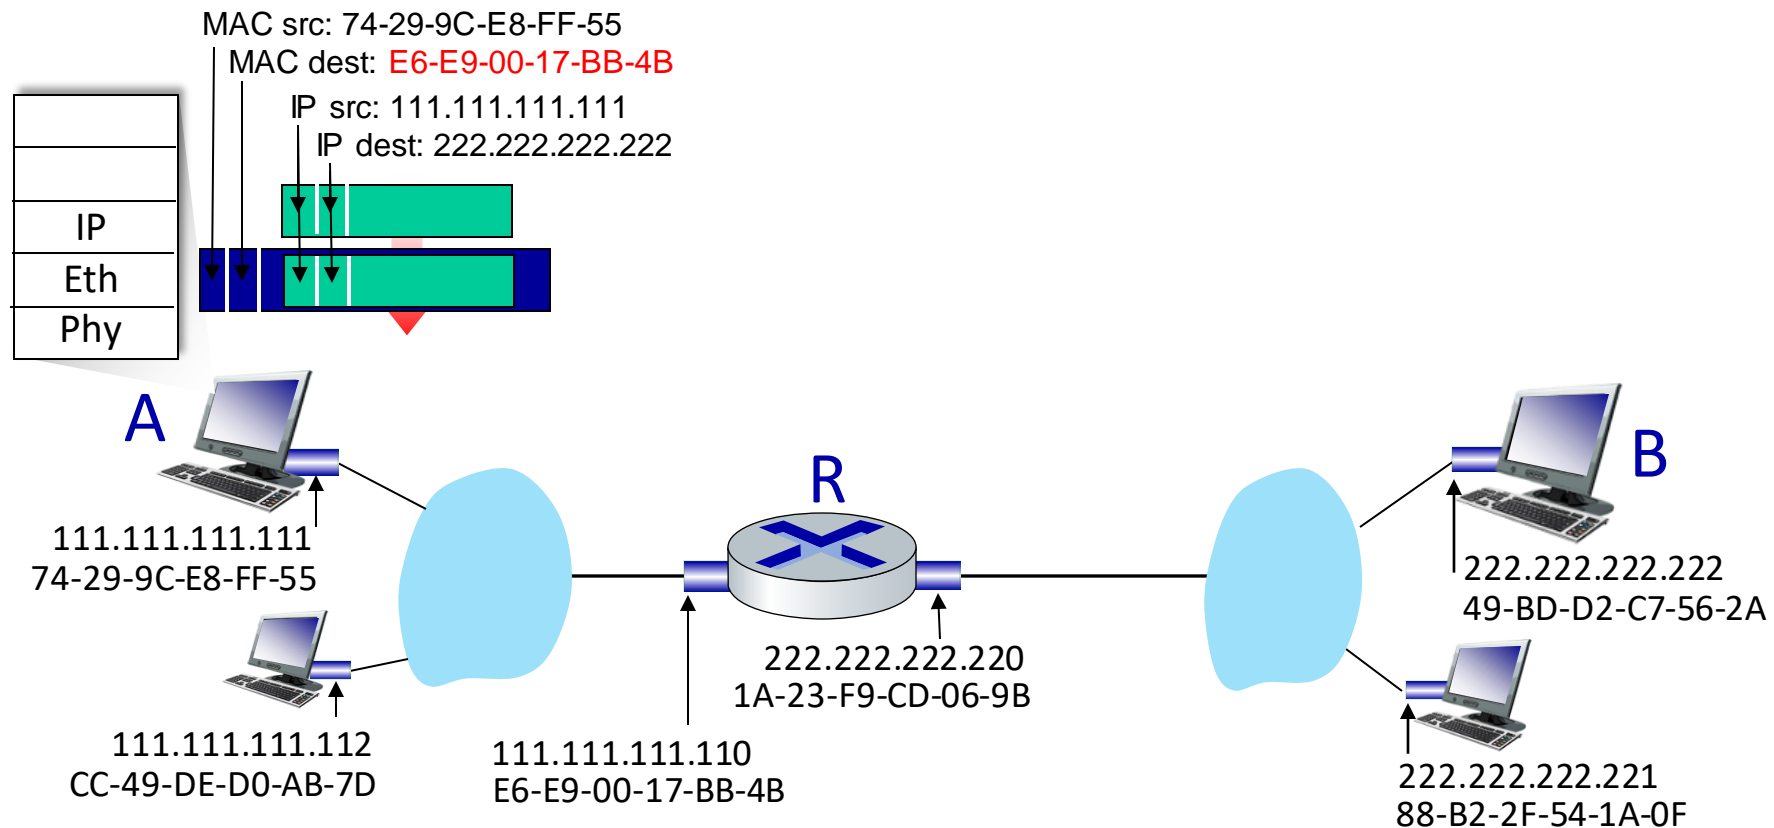 MAC src: 74-29-9C-E8-FF-55
MAC dest: E6-E9-00-17-BB-4B
IP src: 111.111.111.111
IP dest: 222.222.222.222
IP
Eth
Phy
A
R
B
111.111.111.111
74-29-9C-E8-FF-55
222.222.222.222
49-BD-D2-C7-56-2A
222.222.222.220
1A-23-F9-CD-06-9B
111.111.111.112
CC-49-DE-D0-AB-7D
111.111.111.110
E6-E9-00-17-BB-4B
222.222.222.221
88-B2-2F-54-1A-0F